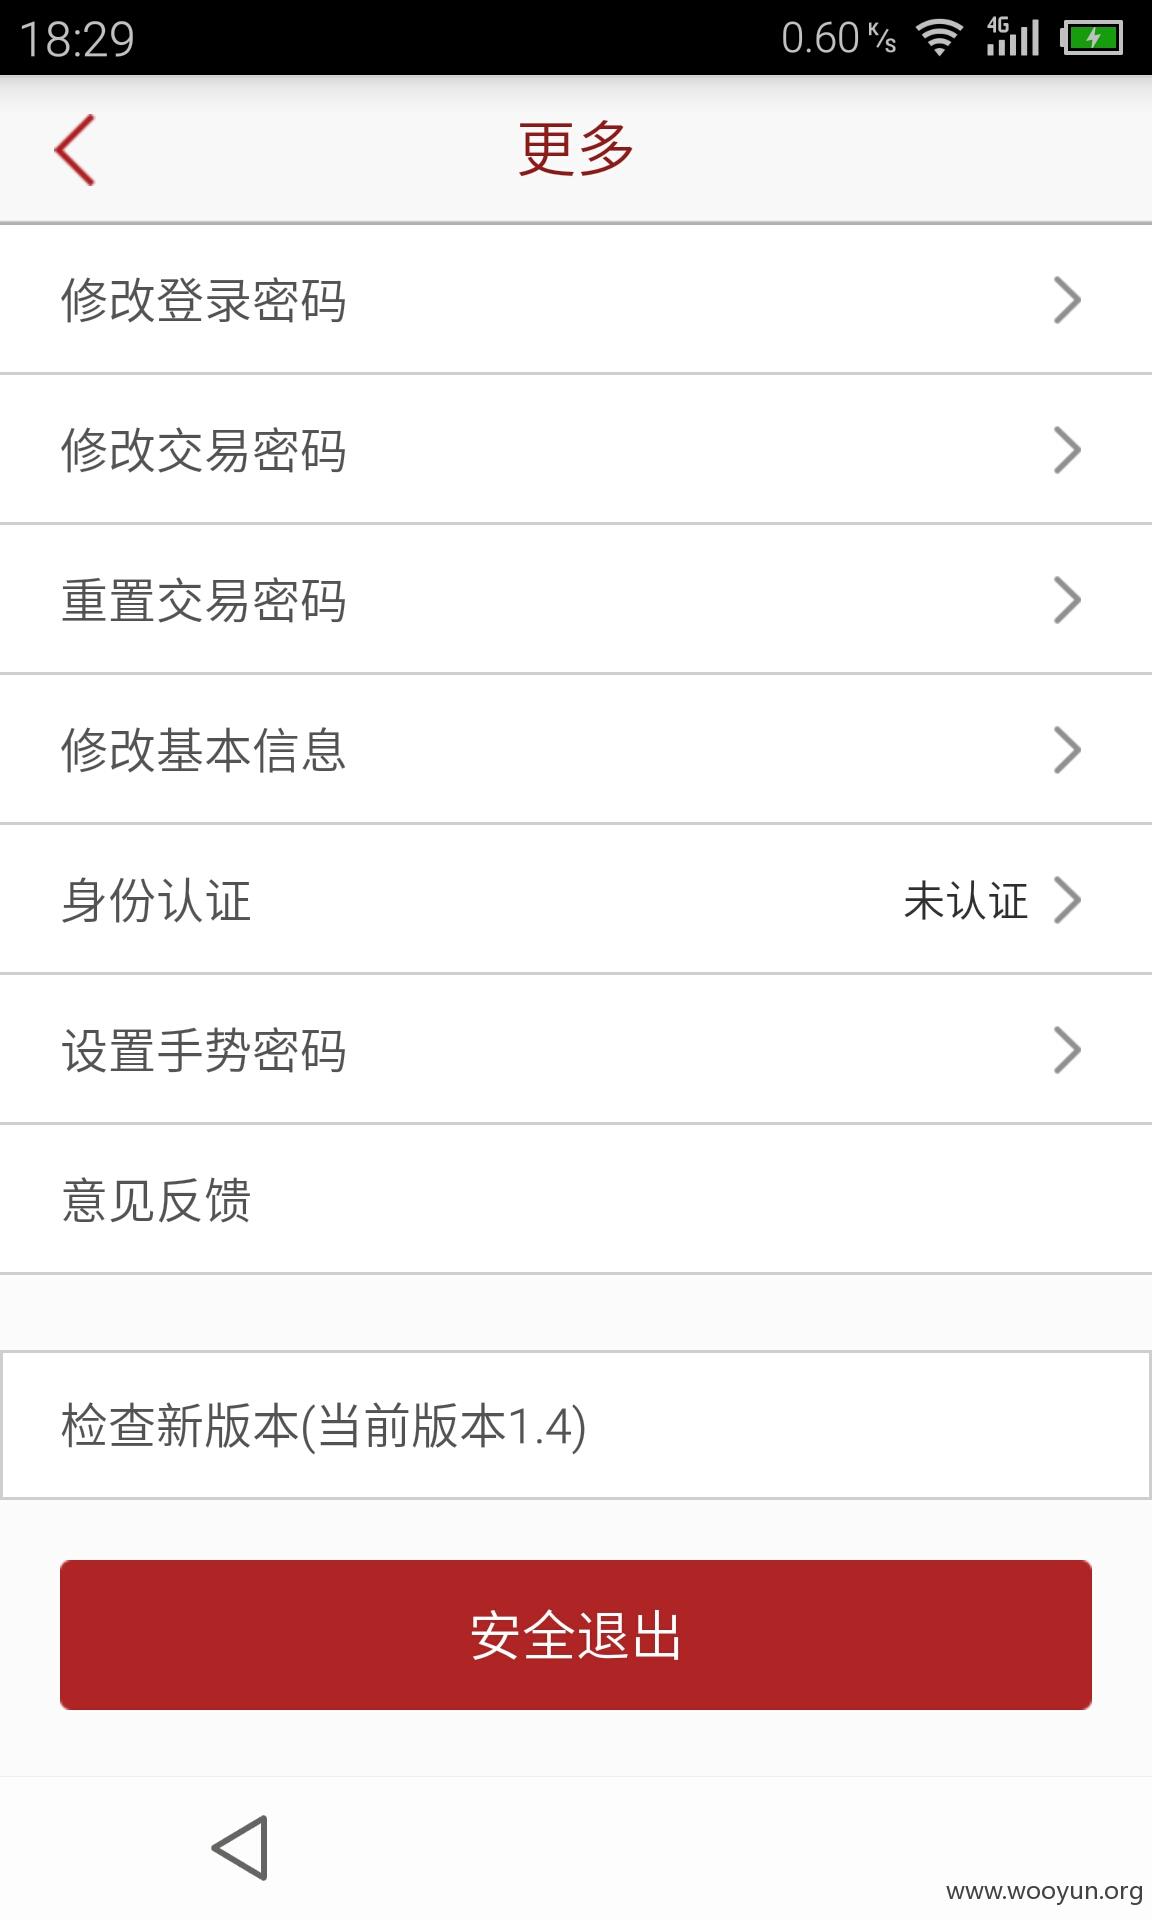 18:29
0.60 K/s
4G
更多
修改登录密码
修改交易密码
重置交易密码
修改基本信息
身份认证 未认证
设置手势密码
意见反馈
检查新版本(当前版本1.4)
安全退出
www.wooyun.org